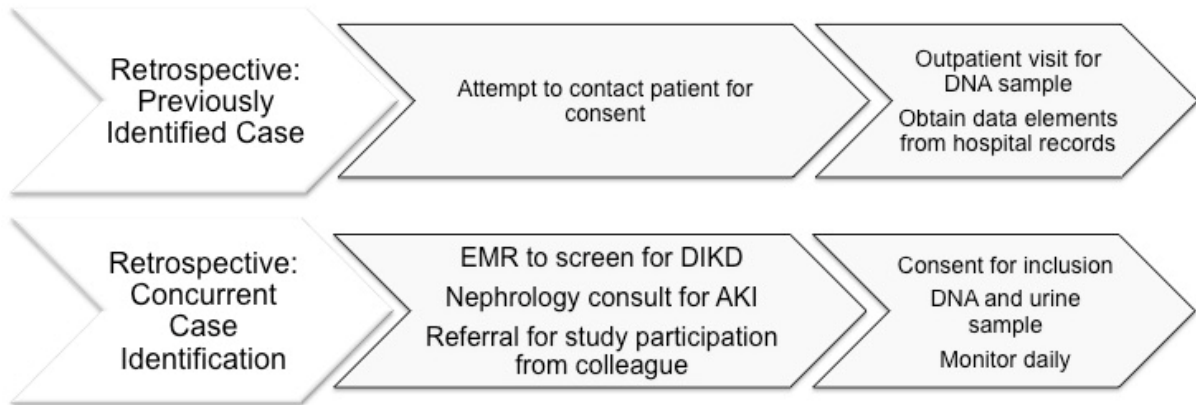 Retrospective:
Previously
Identified Case
Attempt to contact patient for
consent
Outpatient visit for
DNA sample
Obtain data elements
from hospital records
Retrospective:
Concurrent
Case
Identification
EMR to screen for DIKD
Nephrology consult for AKI
Referral for study participation
from colleague
Consent for inclusion
DNA and urine
sample
Monitor daily